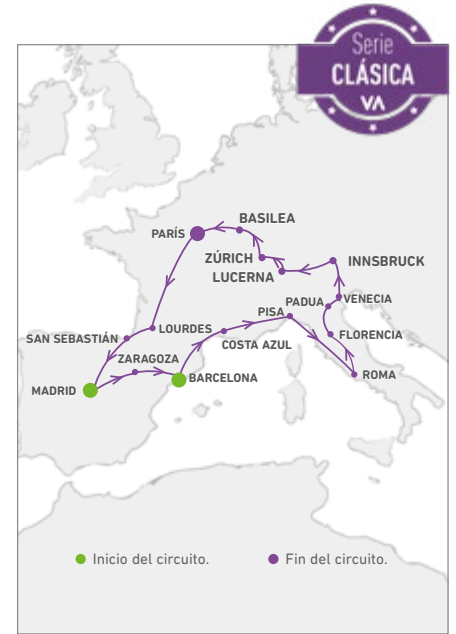 Serie
CLÁSICA
VA
BASILEA
PARÍS
ZÚRICH
INNSBRUCK
LUCERNA
PADUA
VENECIA
PISA
LOURDES
FLORENCIA
SAN SEBASTIÁN
COSTA AZUL
ZARAGOZA
ROMA
BARCELONA
MADRID
Inicio del circuito.
Fin del circuito.